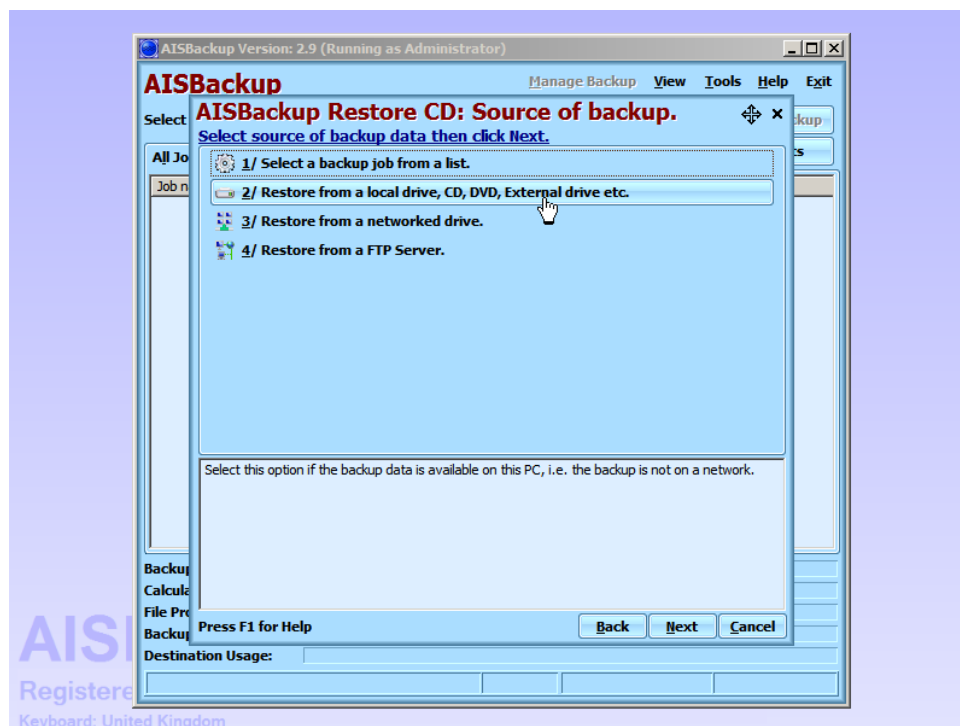 AISBackup Version: 2.9 (Running as Administrator)
AISBackup
Manage Backup View Tools Help Exit
Select
AISBackup Restore CD: Source of backup.
Select source of backup data then click Next.
All Jo
Job n
1/ Select a backup job from a list.
2/ Restore from a local drive, CD, DVD, External drive etc.
3/ Restore from a networked drive.
4/ Restore from a FTP Server.
Select this option if the backup data is available on this PC, i.e. the backup is not on a network.
Press F1 for Help
Back Next Cancel
Backup
Calcula
File Pro
Backup
Destination Usage:
AIS
Registere
Keyboard: United Kingdom